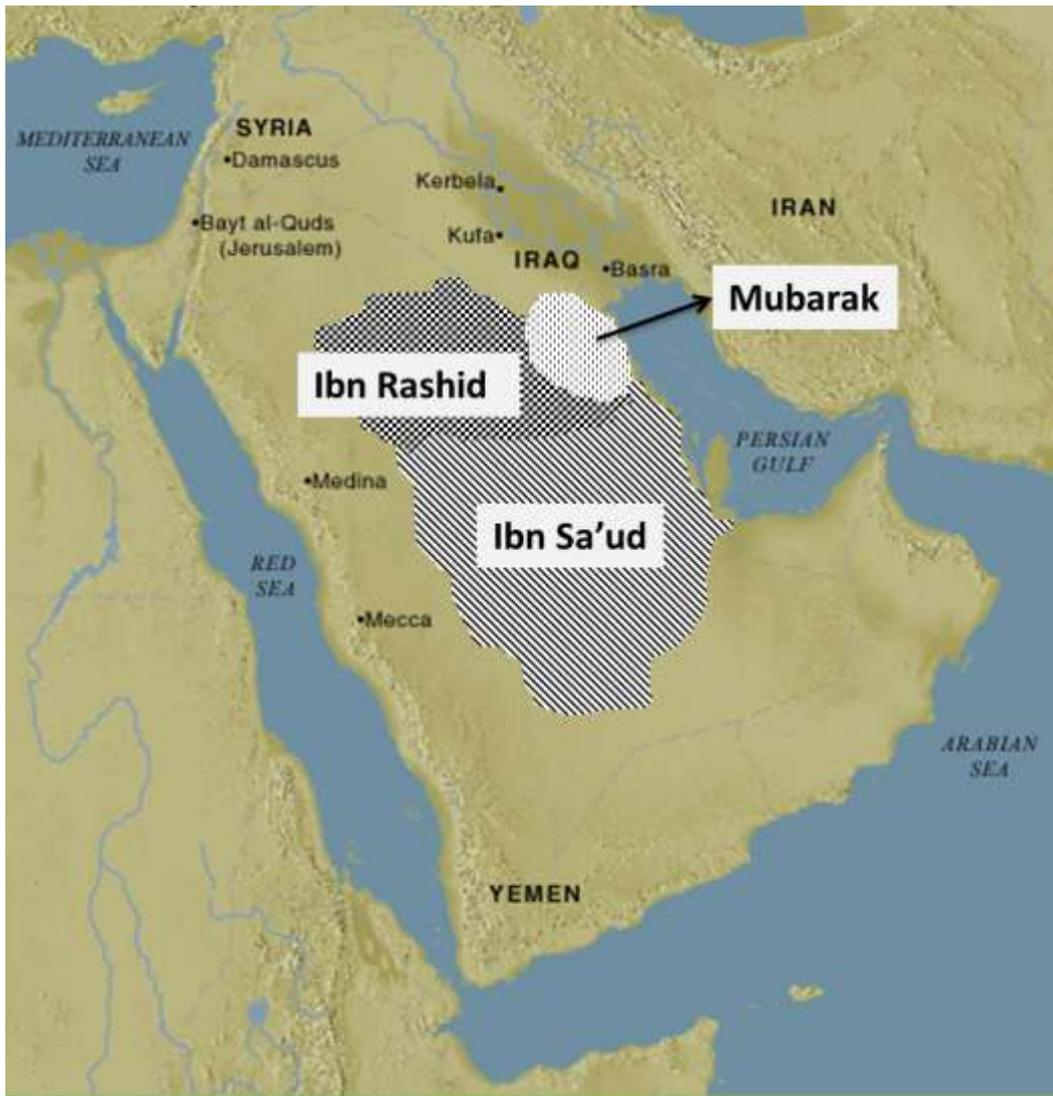 SYRIA
MEDITERRANEAN
SEA
•Damascus
Kerbela
IRAN
•Bayt al-Quds
(Jerusalem)
Kufa•
IRAQ
•Basra
Mubarak
Ibn Rashid
PERSIAN
GULF
•Medina
Ibn Sa’ud
RED
SEA
•Mecca
ARABIAN
SEA
YEMEN